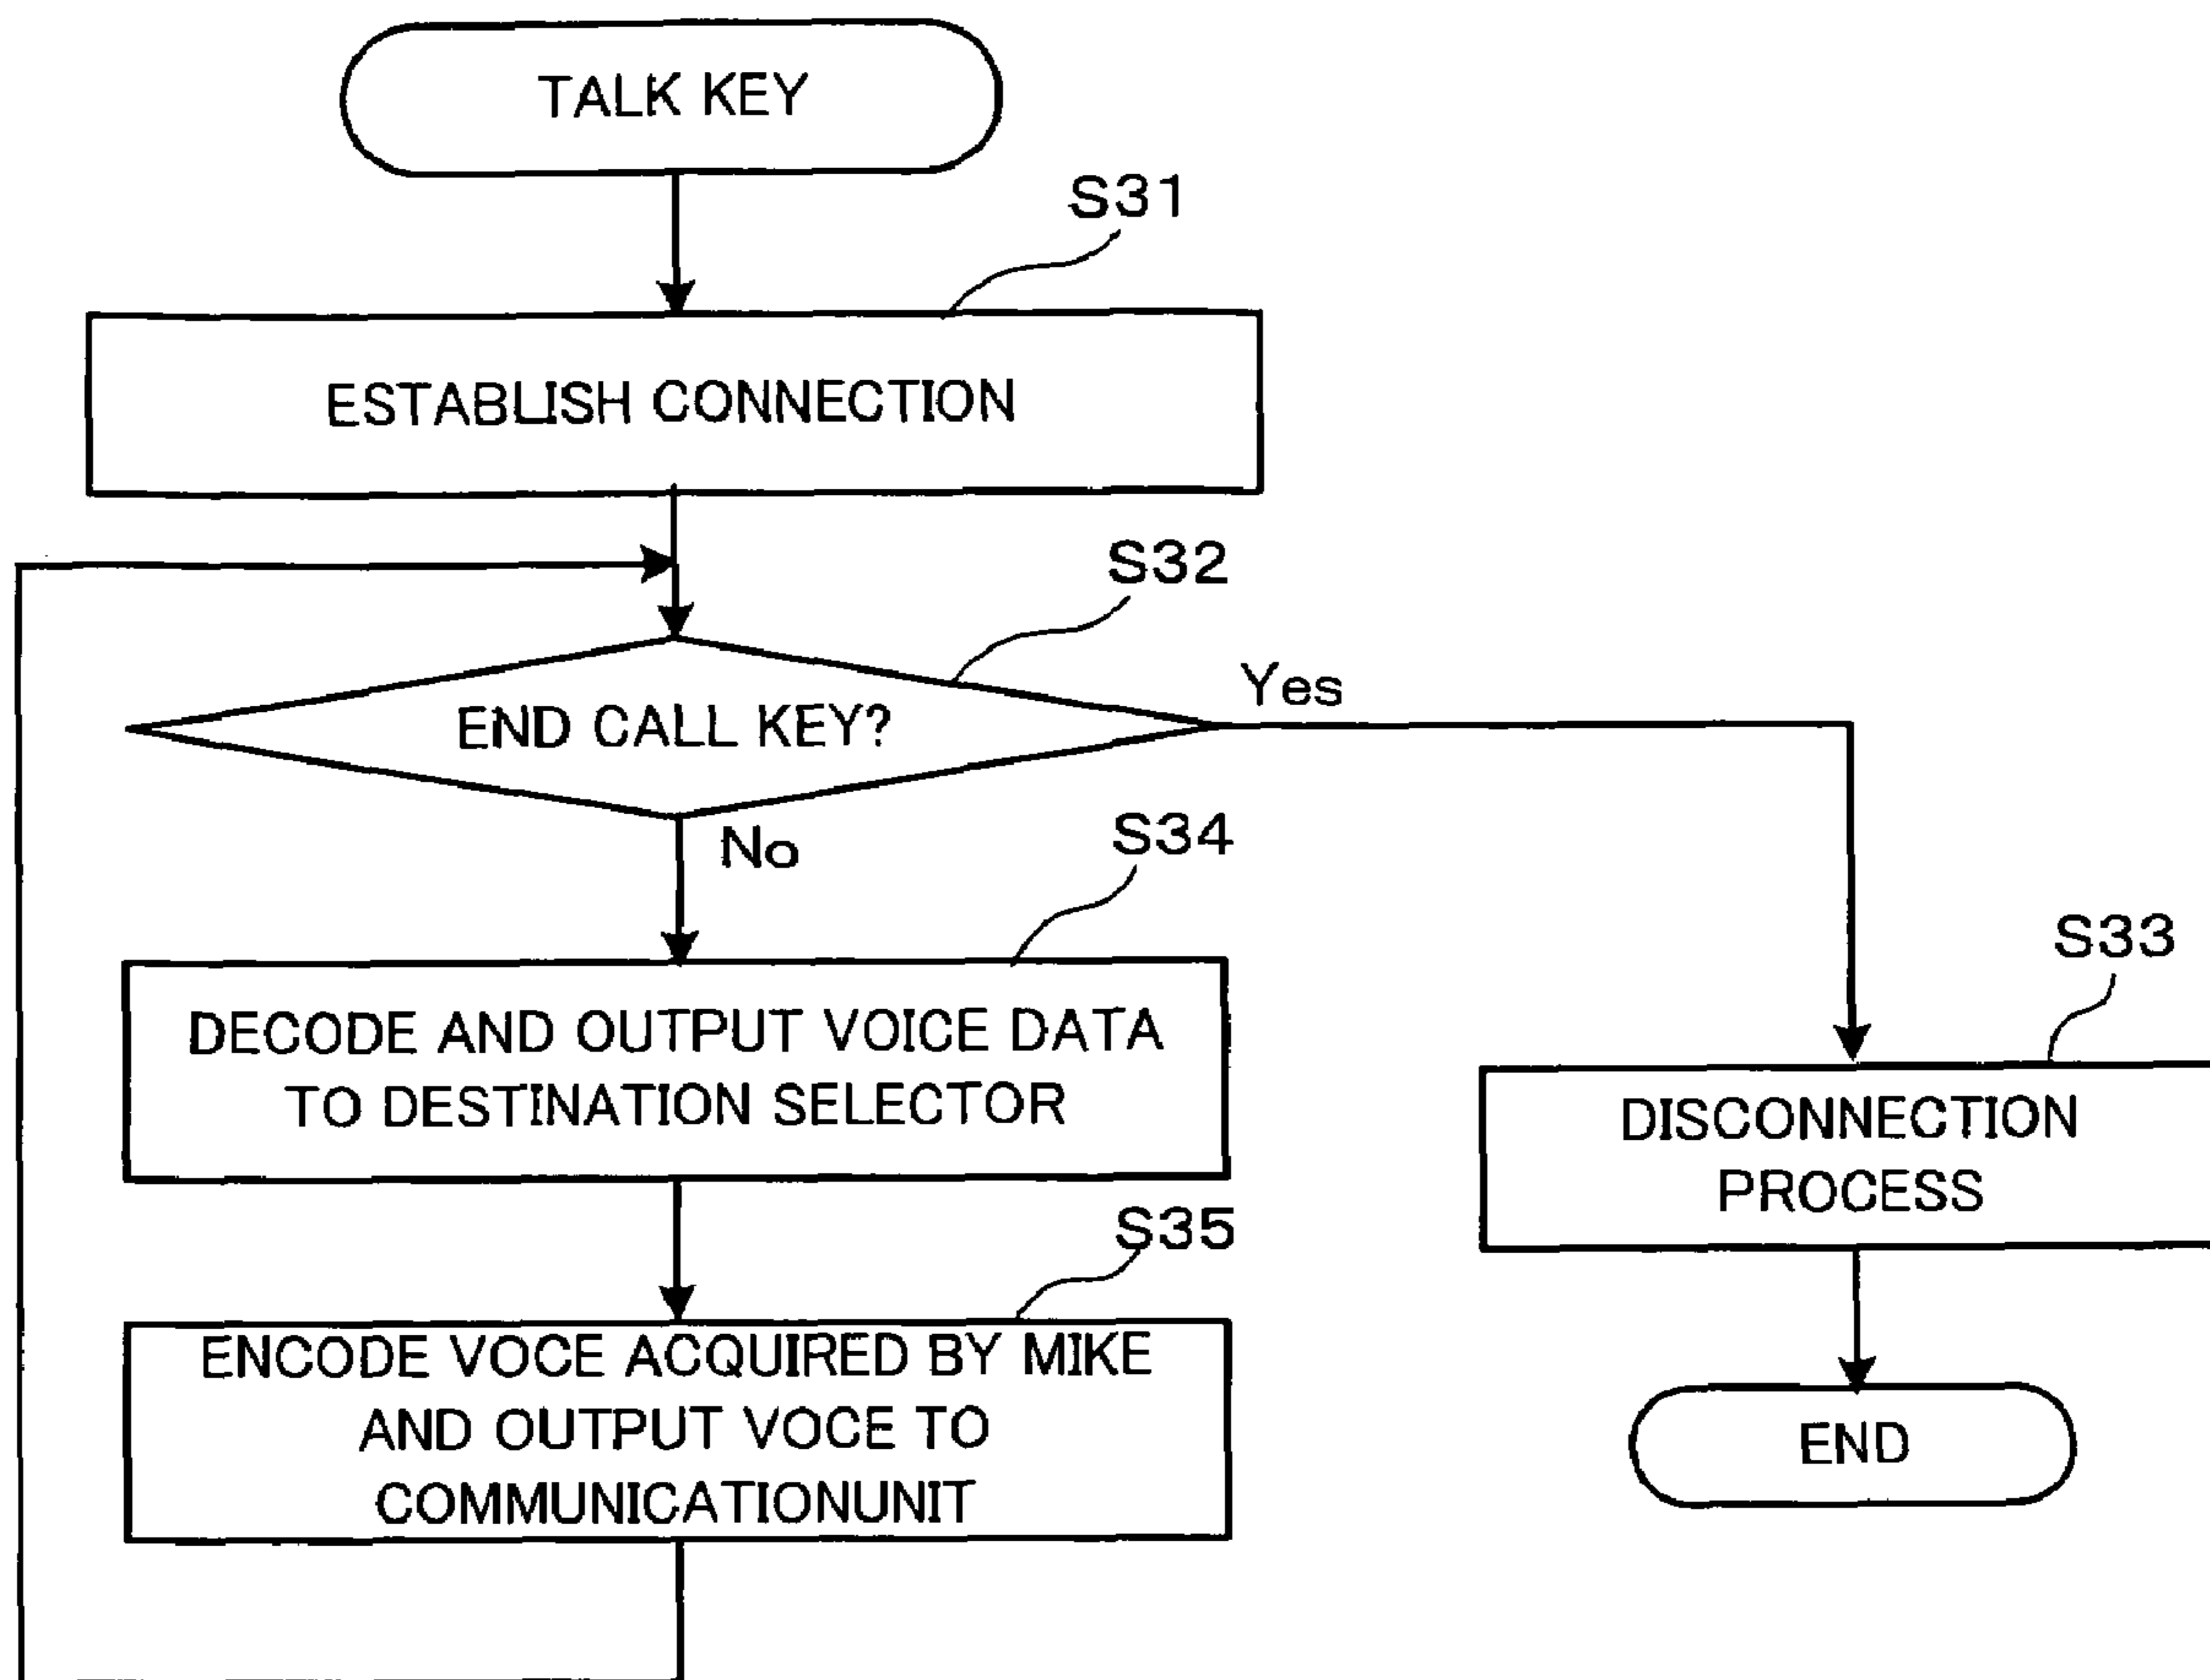 TALK KEY
S31
ESTABLISH CONNECTION
S32
END CALL KEY?
Yes
No
S34
DECODE AND OUTPUT VOICE DATA
TO DESTINATION SELECTOR
S33
DISCONNECTION
PROCESS
S35
ENCODE VOCE ACQUIRED BY MIKE
AND OUTPUT VOCE TO
COMMUNICATIONUNIT
END